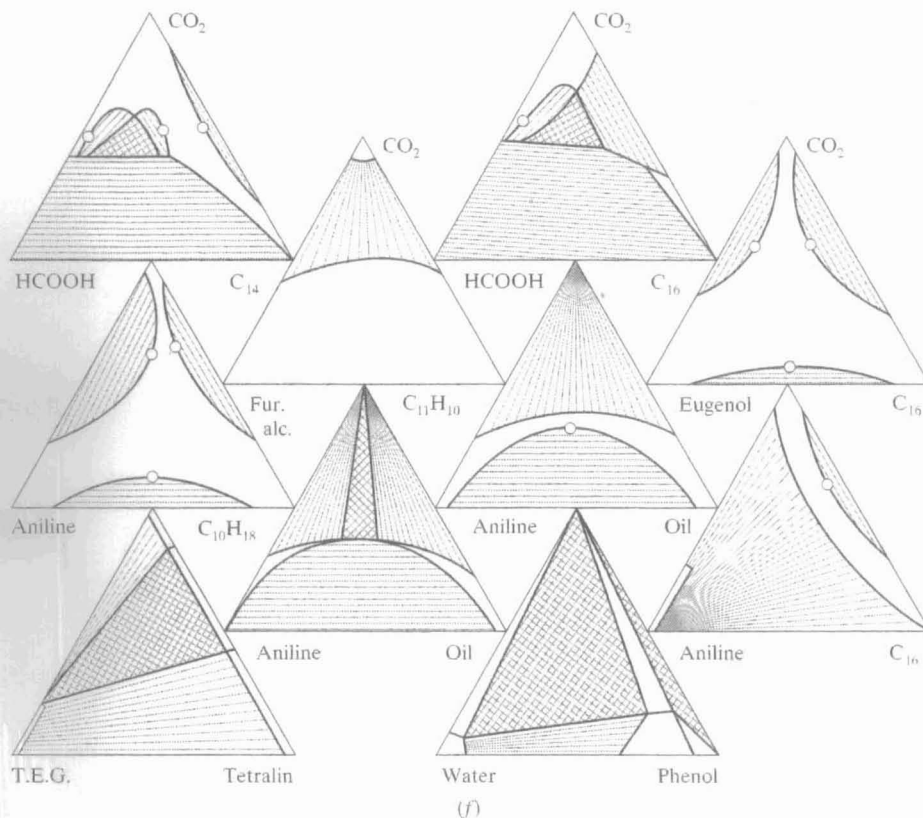 CO₂ CO₂
CO₂ CO₂
HCOOH C₁₄ HCOOH C₁₆
Fur. alc. C₁₁H₁₀ Eugenol C₁₆
Aniline C₁₀H₁₈ Aniline Oil
Aniline Oil Aniline C₁₆
T.E.G. Tetralin Water Phenol
(f)